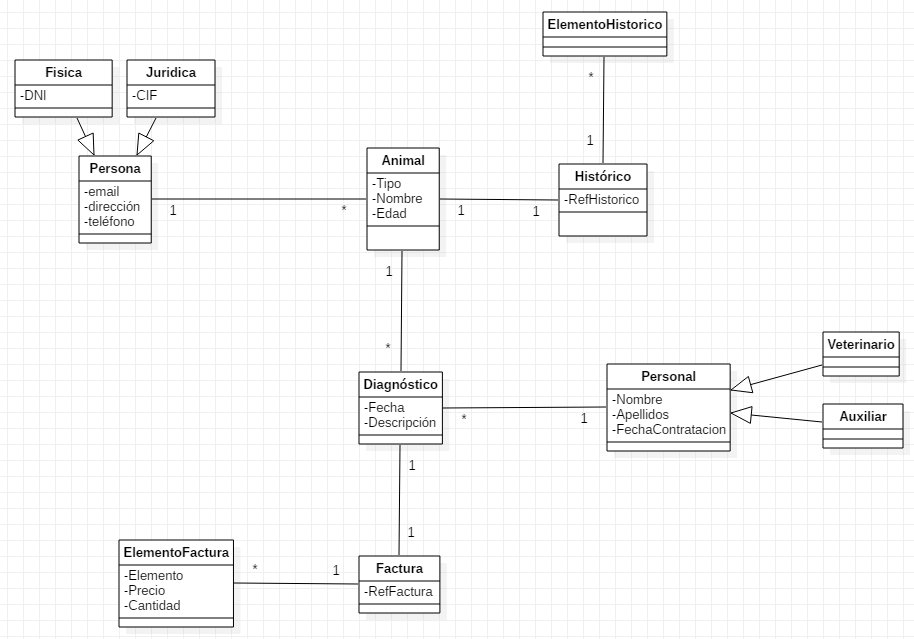 ElementoHistorico
*
1
Fisica
-DNI
Juridica
-CIF
Persona
-email
-dirección
-teléfono
1
*
Animal
-Tipo
-Nombre
-Edad
1
1
Histórico
-RefHistorico
1
*
Diagnóstico
-Fecha
-Descripción
*
1
Personal
-Nombre
-Apellidos
-FechaContratacion
Veterinario
Auxiliar
1
1
ElementoFactura
-Elemento
-Precio
-Cantidad
*
1
Factura
-RefFactura